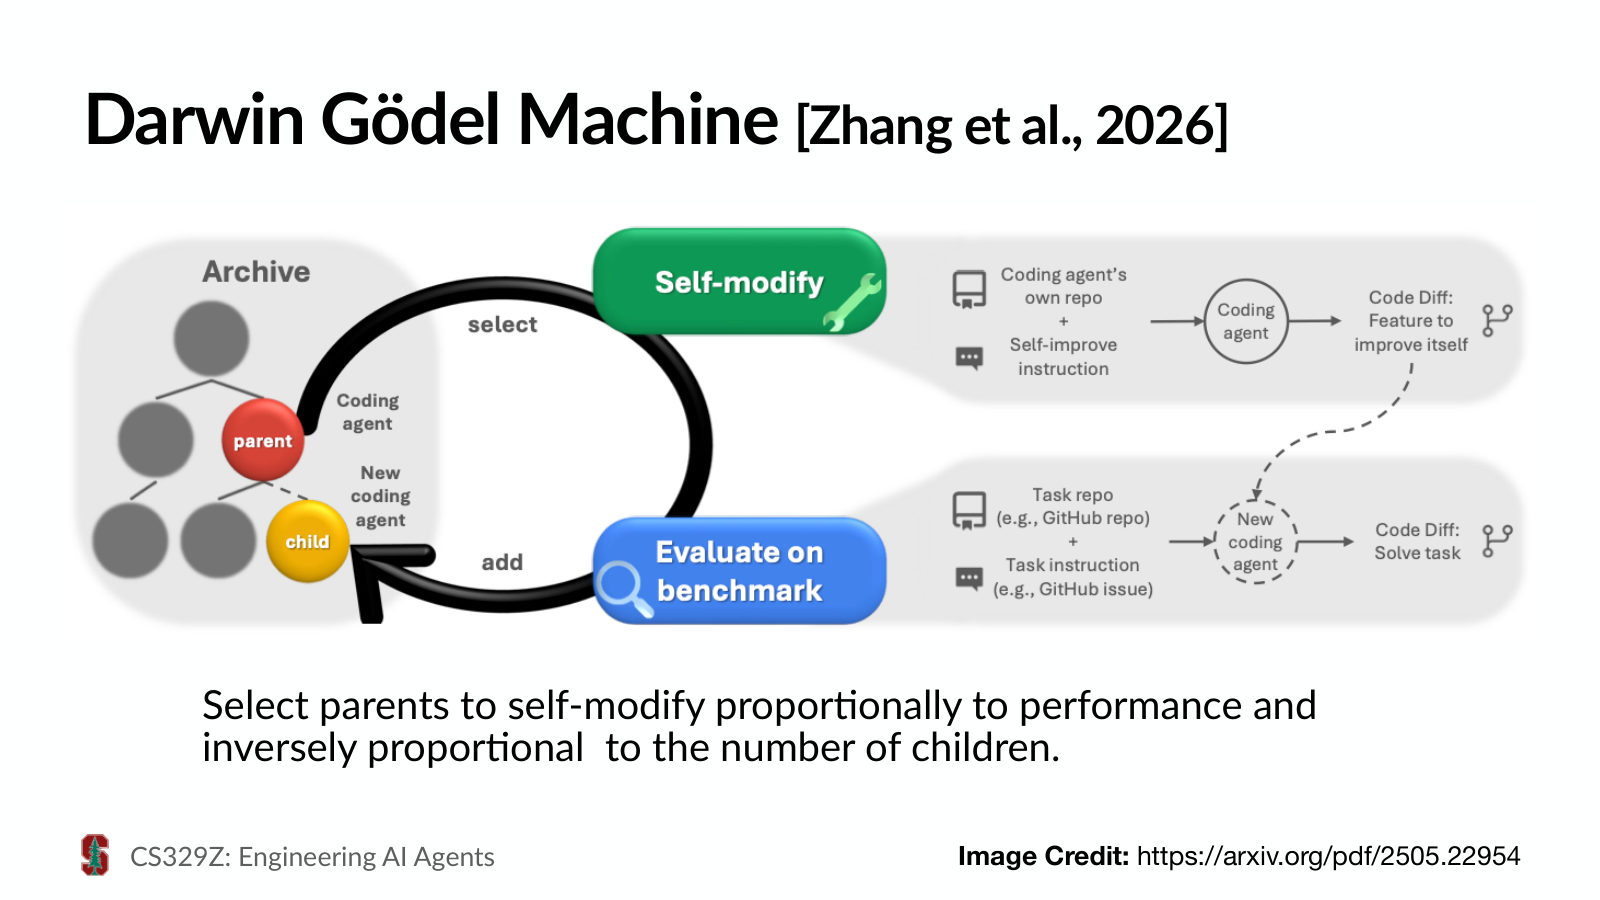 Darwin Gödel Machine [Zhang et al., 2026]
Archive
parent
child
Coding
agent
New
coding
agent
select
add
Self-modify
Evaluate on
benchmark
Coding agent's
own repo
+
Self-improve
instruction
Coding
agent
Code Diff:
Feature to
improve itself
Task repo
(e.g., GitHub repo)
+
Task instruction
(e.g., GitHub issue)
New
coding
agent
Code Diff:
Solve task
Select parents to self-modify proportionally to performance and
inversely proportional  to the number of children.
CS329Z: Engineering AI Agents
Image Credit: https://arxiv.org/pdf/2505.22954